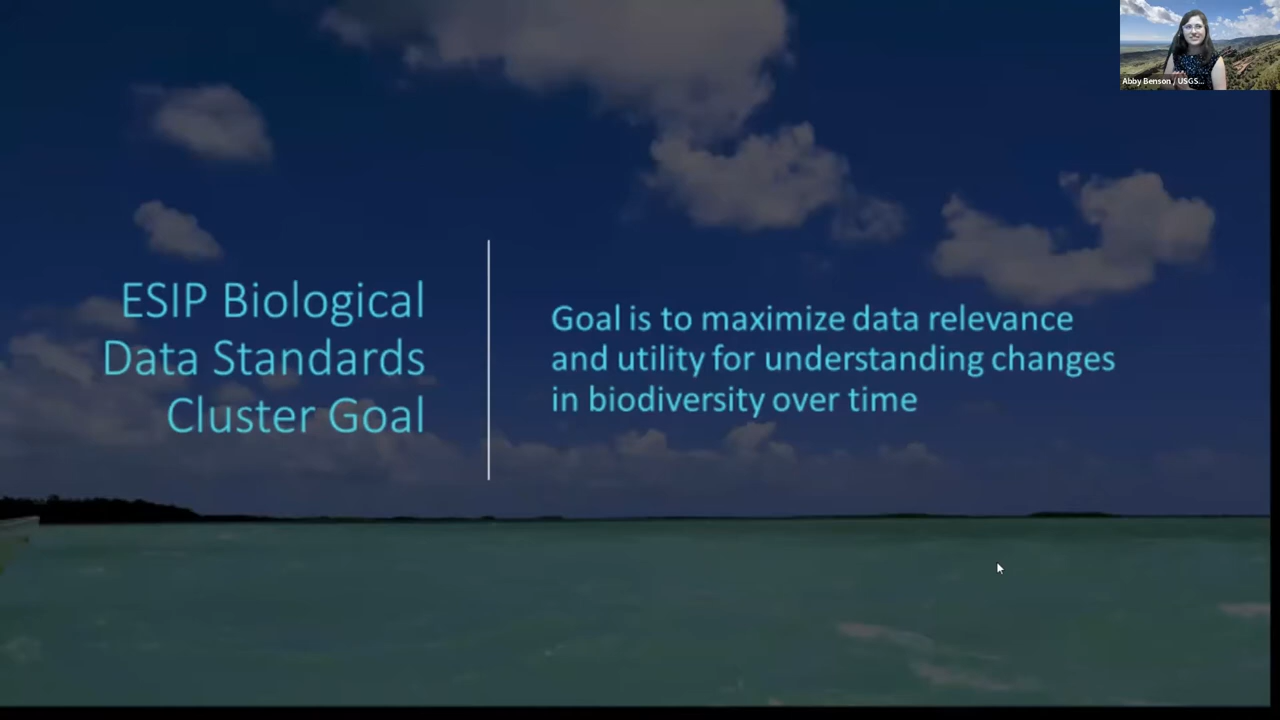 Abby Benson / USGS...
ESIP Biological
Data Standards
Cluster Goal
Goal is to maximize data relevance
and utility for understanding changes
in biodiversity over time